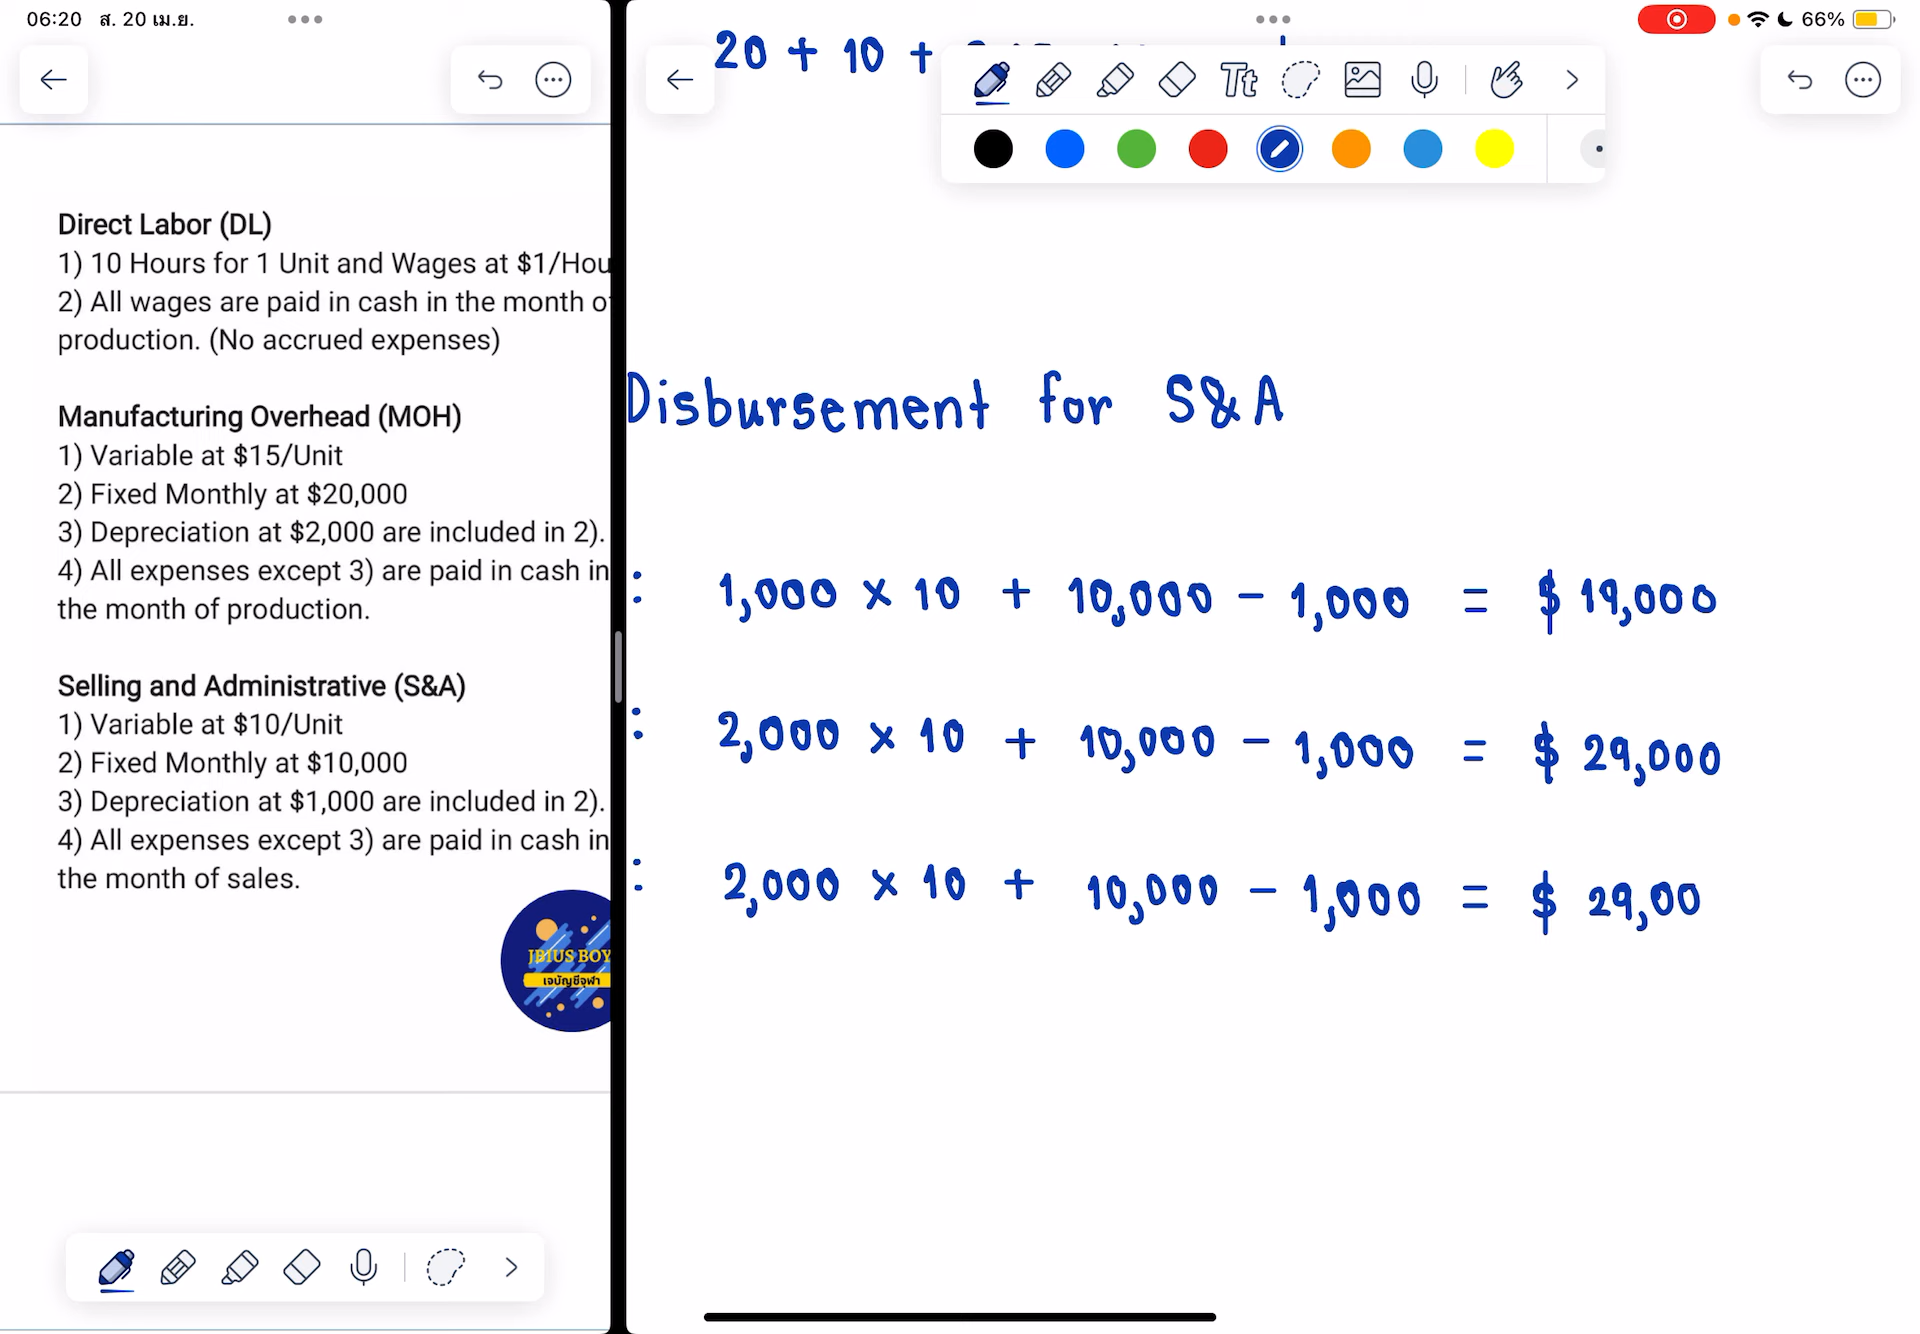 06:20 ส. 20 เม.ย.
66%
Direct Labor (DL)
1) 10 Hours for 1 Unit and Wages at $1/Hou
2) All wages are paid in cash in the month of
production. (No accrued expenses)
Manufacturing Overhead (MOH)
1) Variable at $15/Unit
2) Fixed Monthly at $20,000
3) Depreciation at $2,000 are included in 2).
4) All expenses except 3) are paid in cash in
the month of production.
Selling and Administrative (S&A)
1) Variable at $10/Unit
2) Fixed Monthly at $10,000
3) Depreciation at $1,000 are included in 2).
4) All expenses except 3) are paid in cash in
the month of sales.
JBIUS BOY
เจบัญชีจุฬา
20 + 10 +
Tt
Disbursement for S&A
: 1,000 × 10 + 10,000 - 1,000 = $ 19,000
: 2,000 × 10 + 10,000 - 1,000 = $ 29,000
: 2,000 × 10 + 10,000 - 1,000 = $ 29,00